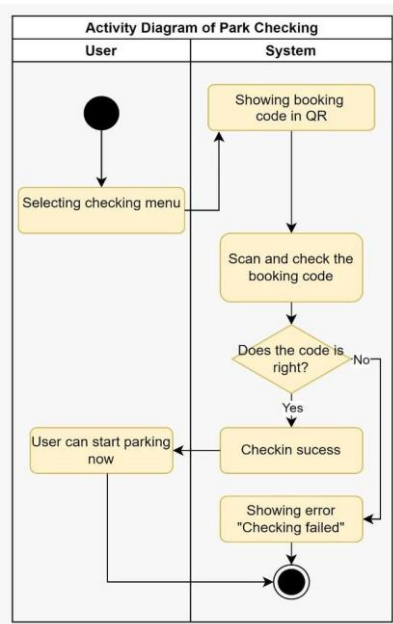 Activity Diagram of Park Checking
User
System
Showing booking
code in QR
Selecting checking menu
Scan and check the
booking code
Does the code is
right?
No
Yes
User can start parking
now
Checkin sucess
Showing error
"Checking failed"